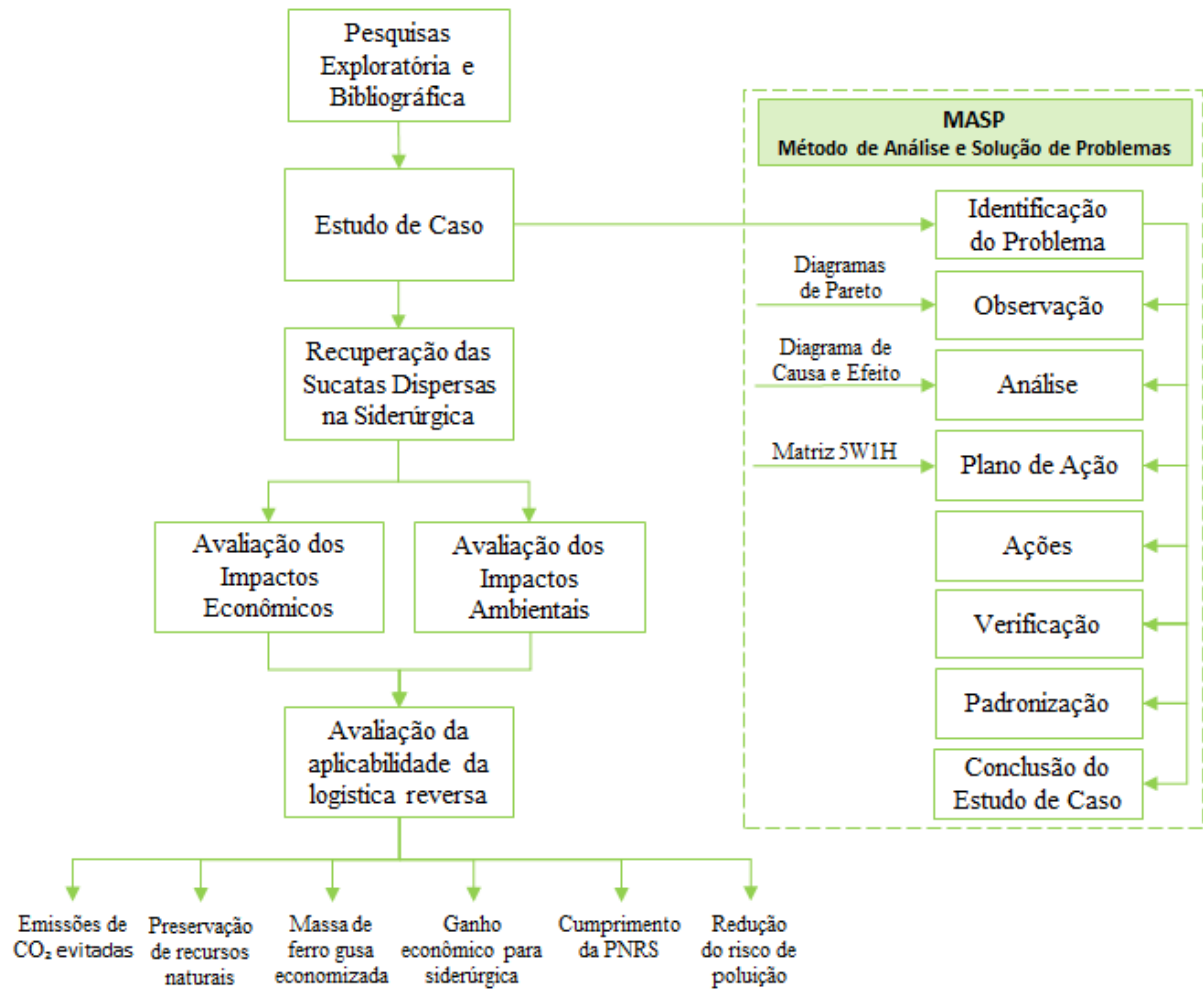 Pesquisas
Exploratória e
Bibliográfica
Estudo de Caso
Recuperação das
Sucatas Dispersas
na Siderúrgica
Avaliação dos
Impactos
Econômicos
Avaliação dos
Impactos
Ambientais
Avaliação da
aplicabilidade da
logística reversa
Emissões de
CO₂ evitadas
Preservação
de recursos
naturais
Massa de
ferro gusa
economizada
Ganho
econômico para
siderúrgica
Cumprimento
da PNRS
Redução
do risco de
poluição
MASP
Método de Análise e Solução de Problemas
Identificação
do Problema
Diagramas
de Pareto
Observação
Diagrama de
Causa e Efeito
Análise
Matriz 5W1H
Plano de Ação
Ações
Verificação
Padronização
Conclusão do
Estudo de Caso